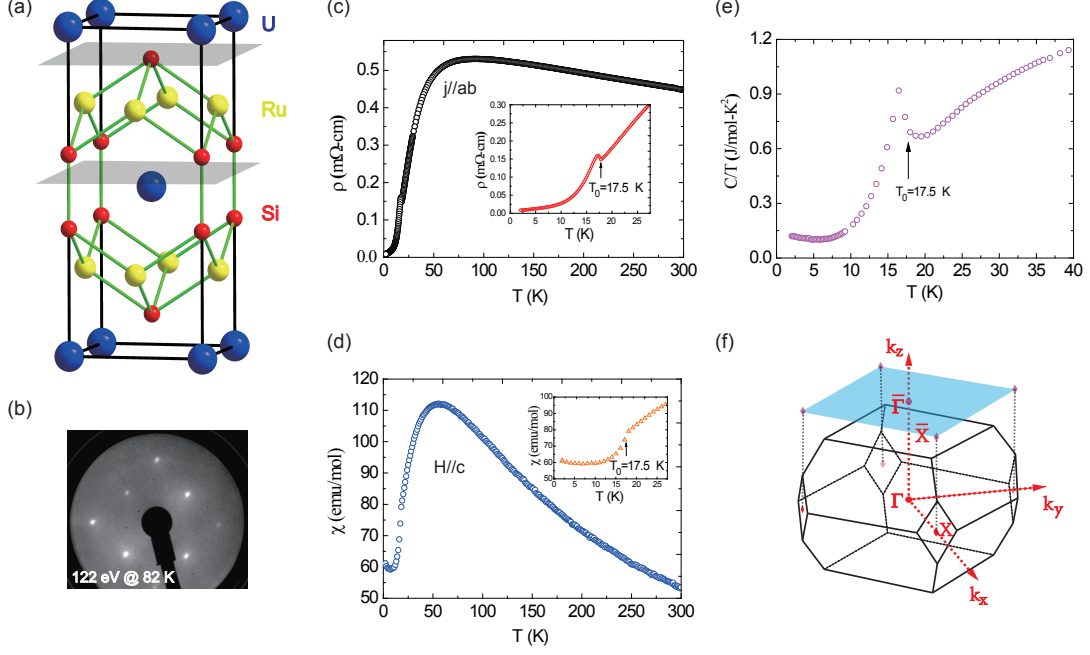 (a)
U
Ru
Si
(b)
122 eV @ 82 K
(c)
ρ (mΩ-cm)
0.6
0.5
0.4
0.3
0.2
0.1
0.0
0
50
100
150
200
250
300
T (K)
j//ab
ρ (mΩ-cm)
0.30
0.25
0.20
0.15
0.10
0.05
0.00
0
5
10
15
20
25
T (K)
T₀=17.5 K
(d)
χ (emu/mol)
120
110
100
90
80
70
60
50
0
50
100
150
200
250
300
T (K)
H//c
χ (emu/mol)
100
90
80
70
60
50
0
5
10
15
20
25
T (K)
T₀=17.5 K
(e)
C/T (J/mol-K²)
1.2
0.9
0.6
0.3
0.0
0
5
10
15
20
25
30
35
40
T (K)
T₀=17.5 K
(f)
k_z
Γ̅
X̅
Γ
X
k_y
k_x